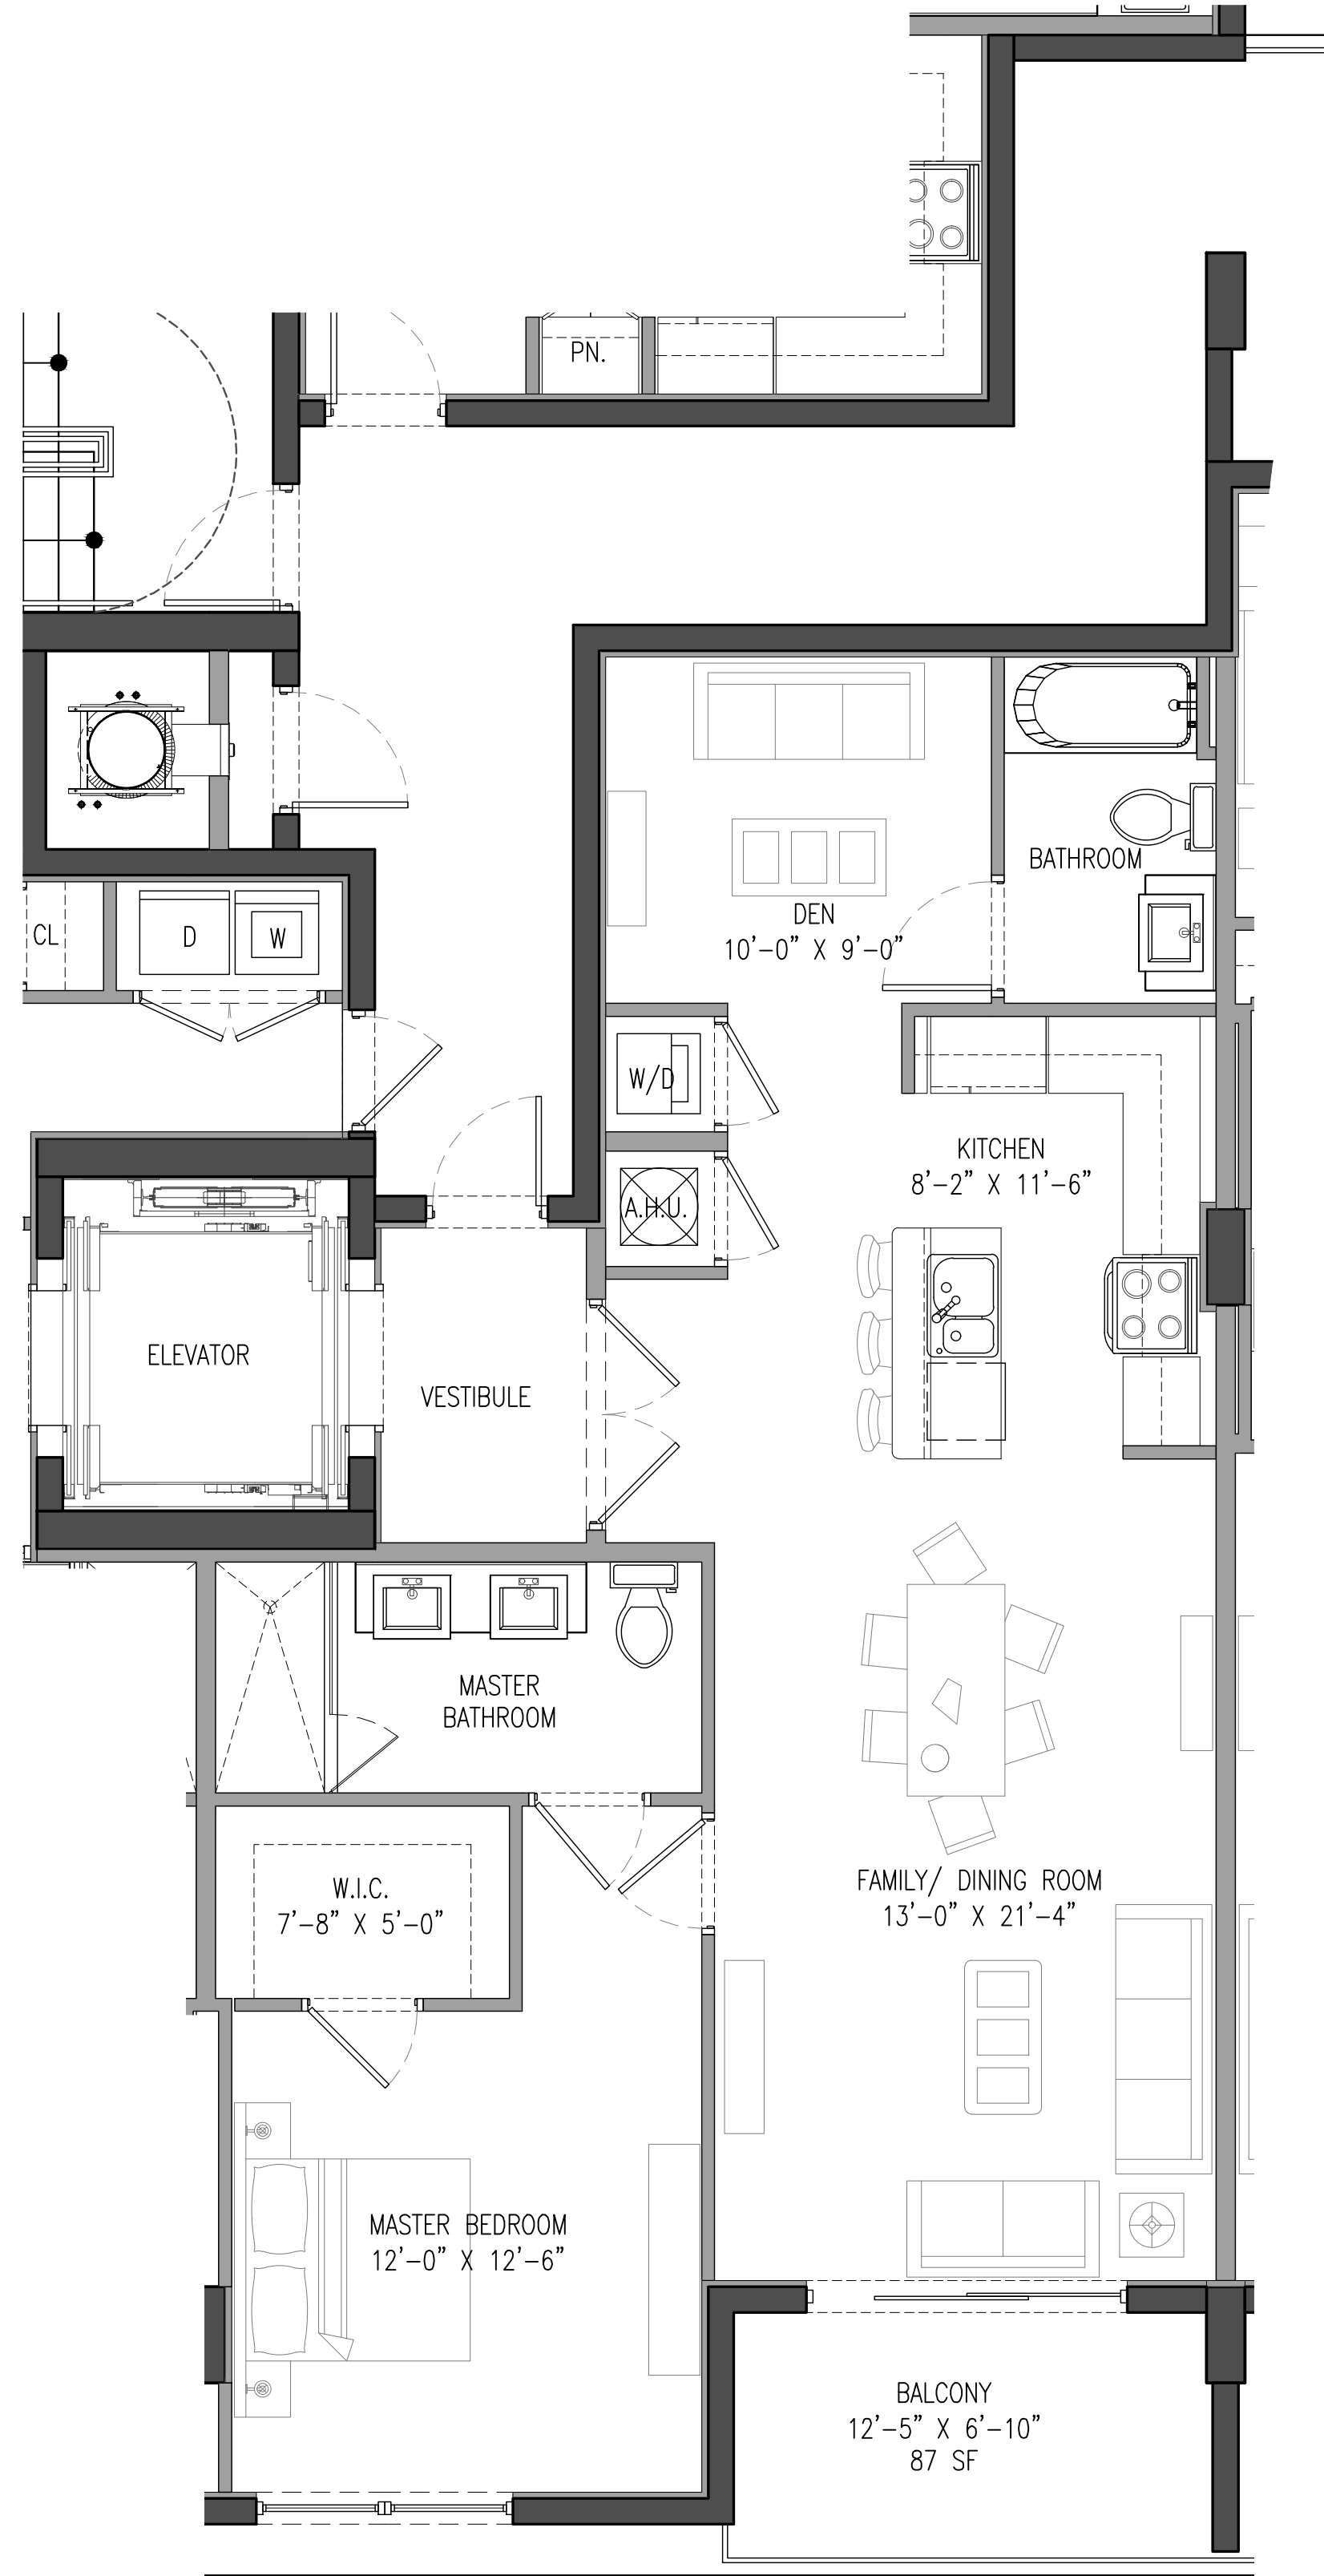 PN.
CL
D
W
BATHROOM
DEN
10'-0" X 9'-0"
W/D
KITCHEN
8'-2" X 11'-6"
A.H.U.
ELEVATOR
VESTIBULE
MASTER
BATHROOM
W.I.C.
7'-8" X 5'-0"
FAMILY/ DINING ROOM
13'-0" X 21'-4"
MASTER BEDROOM
12'-0" X 12'-6"
BALCONY
12'-5" X 6'-10"
87 SF